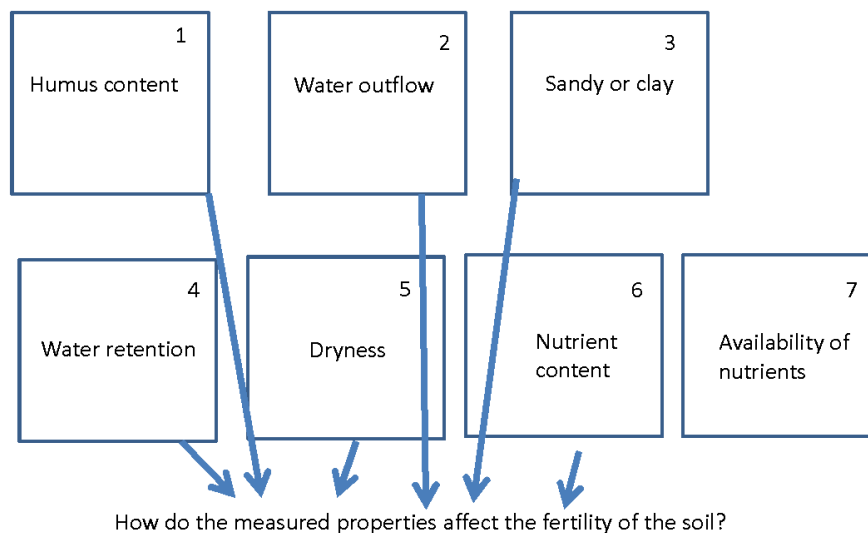 1
Humus content
2
Water outflow
3
Sandy or clay
4
Water retention
5
Dryness
6
Nutrient
content
7
Availability of
nutrients
How do the measured properties affect the fertility of the soil?